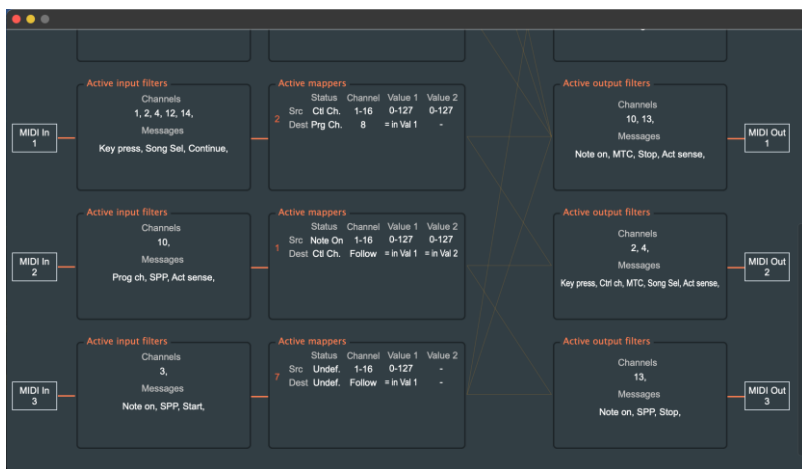 Active input filters
Channels
1, 2, 4, 12, 14,
Messages
Key press, Song Sel, Continue,
MIDI In
1
Active mappers
Status Channel Value 1 Value 2
2
Src Ctl Ch. 1-16 0-127 0-127
Dest Prg Ch. 8 = in Val 1 -
Active output filters
Channels
10, 13,
Messages
Note on, MTC, Stop, Act sense,
MIDI Out
1
Active input filters
Channels
10,
Messages
Prog ch, SPP, Act sense,
MIDI In
2
Active mappers
Status Channel Value 1 Value 2
1
Src Note On 1-16 0-127 0-127
Dest Ctl Ch. Follow = in Val 1 = in Val 2
Active output filters
Channels
2, 4,
Messages
Key press, Ctrl ch, MTC, Song Sel, Act sense,
MIDI Out
2
Active input filters
Channels
3,
Messages
Note on, SPP, Start,
MIDI In
3
Active mappers
Status Channel Value 1 Value 2
7
Src Undef. 1-16 0-127 -
Dest Undef. Follow = in Val 1 -
Active output filters
Channels
13,
Messages
Note on, SPP, Stop,
MIDI Out
3